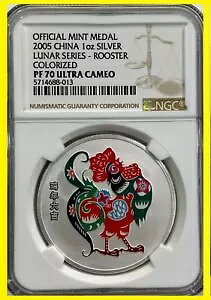 OFFICIAL MINT MEDAL
2005 CHINA 1oz SILVER
LUNAR SERIES - ROOSTER
COLORIZED
PF 70 ULTRA CAMEO
5714688-013
NUMISMATIC GUARANTY CORPORATION
NGC